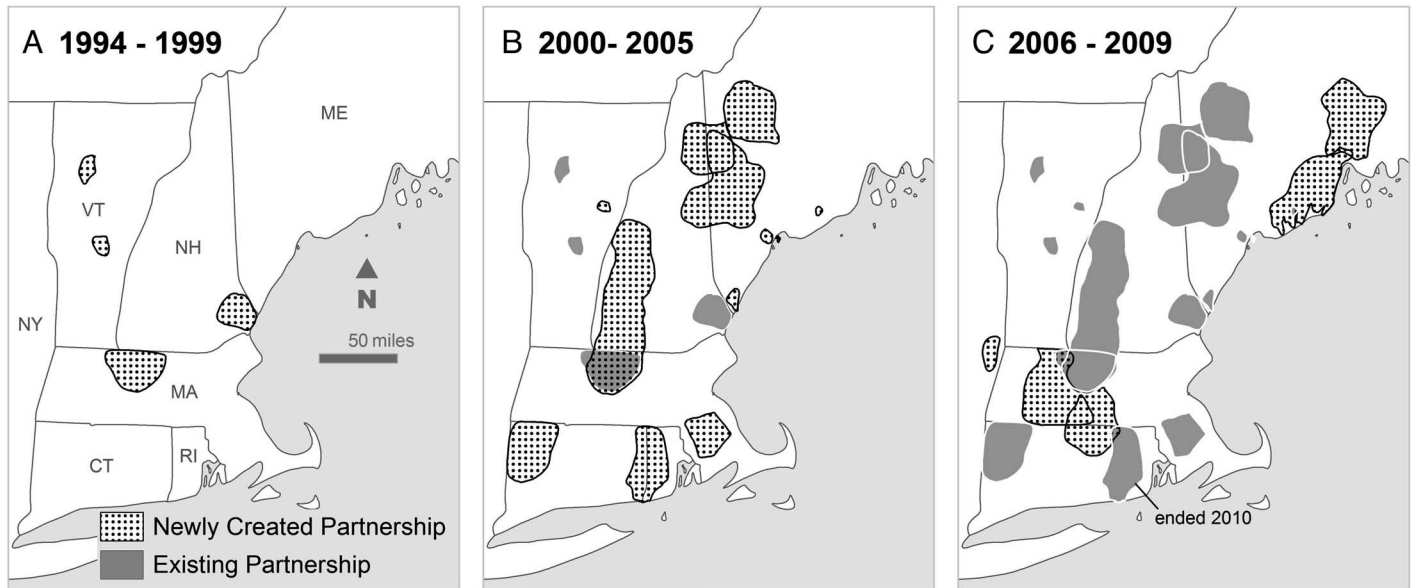 A 1994 - 1999
ME
VT
NH
N
NY
50 miles
MA
CT
RI
Newly Created Partnership
Existing Partnership
B 2000- 2005
C 2006 - 2009
ended 2010